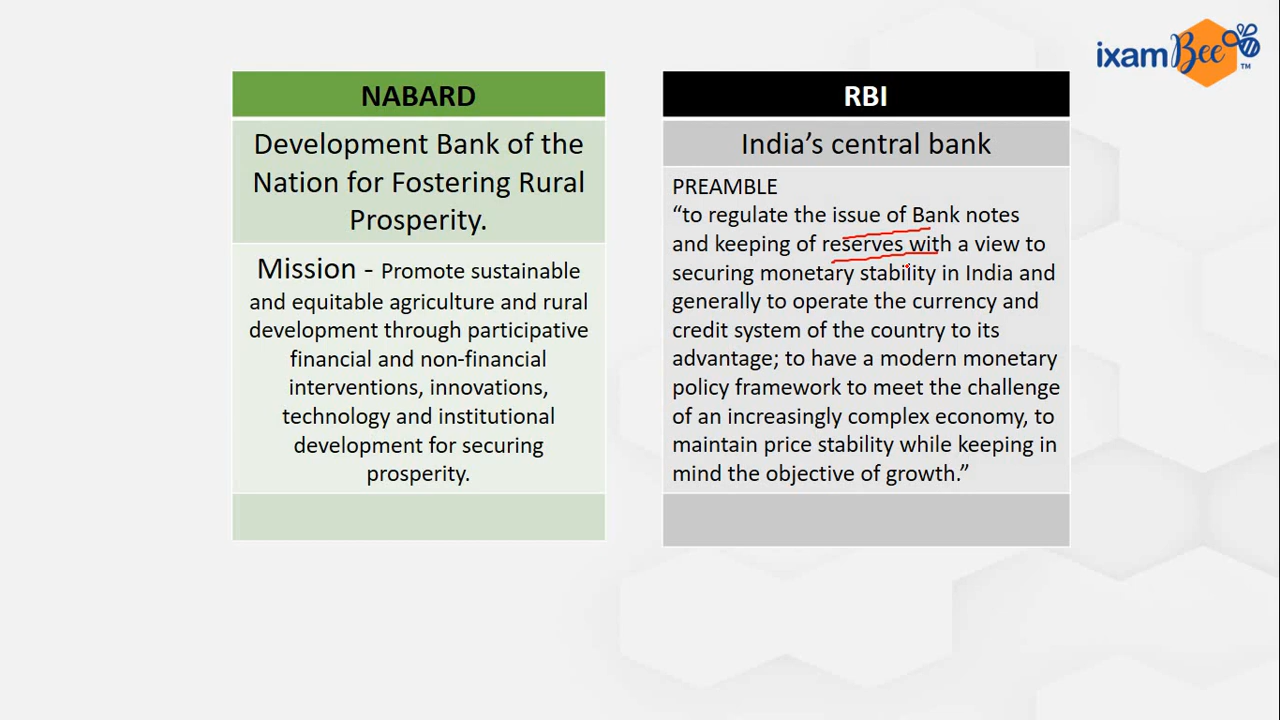 ixamBee
TM
NABARD
Development Bank of the
Nation for Fostering Rural
Prosperity.
Mission - Promote sustainable
and equitable agriculture and rural
development through participative
financial and non-financial
interventions, innovations,
technology and institutional
development for securing
prosperity.
RBI
India’s central bank
PREAMBLE
“to regulate the issue of Bank notes
and keeping of reserves with a view to
securing monetary stability in India and
generally to operate the currency and
credit system of the country to its
advantage; to have a modern monetary
policy framework to meet the challenge
of an increasingly complex economy, to
maintain price stability while keeping in
mind the objective of growth.”